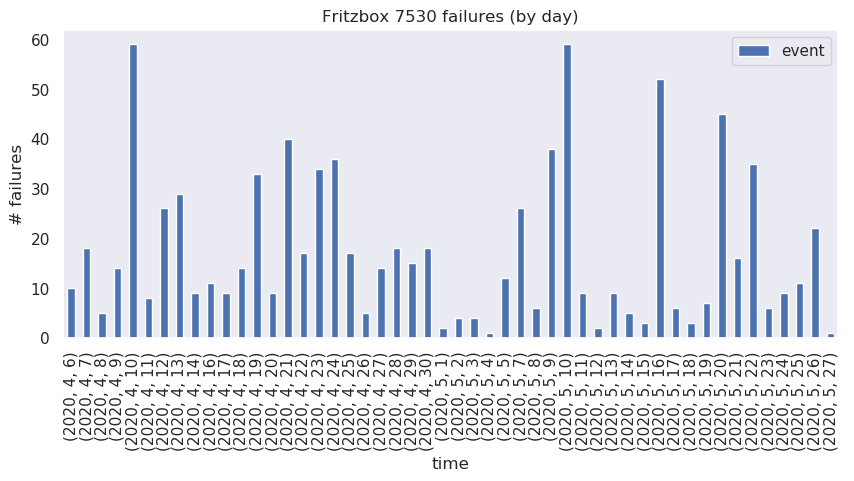 Fritzbox 7530 failures (by day)
event
60
50
40
30
20
10
0
# failures
(2020, 4, 6)
(2020, 4, 7)
(2020, 4, 8)
(2020, 4, 9)
(2020, 4, 10)
(2020, 4, 11)
(2020, 4, 12)
(2020, 4, 13)
(2020, 4, 14)
(2020, 4, 16)
(2020, 4, 17)
(2020, 4, 18)
(2020, 4, 19)
(2020, 4, 20)
(2020, 4, 21)
(2020, 4, 22)
(2020, 4, 23)
(2020, 4, 24)
(2020, 4, 25)
(2020, 4, 26)
(2020, 4, 27)
(2020, 4, 28)
(2020, 4, 29)
(2020, 4, 30)
(2020, 5, 1)
(2020, 5, 2)
(2020, 5, 3)
(2020, 5, 4)
(2020, 5, 5)
(2020, 5, 7)
(2020, 5, 8)
(2020, 5, 9)
(2020, 5, 10)
(2020, 5, 11)
(2020, 5, 12)
(2020, 5, 13)
(2020, 5, 14)
(2020, 5, 15)
(2020, 5, 16)
(2020, 5, 17)
(2020, 5, 18)
(2020, 5, 19)
(2020, 5, 20)
(2020, 5, 21)
(2020, 5, 22)
(2020, 5, 23)
(2020, 5, 24)
(2020, 5, 25)
(2020, 5, 26)
(2020, 5, 27)
time